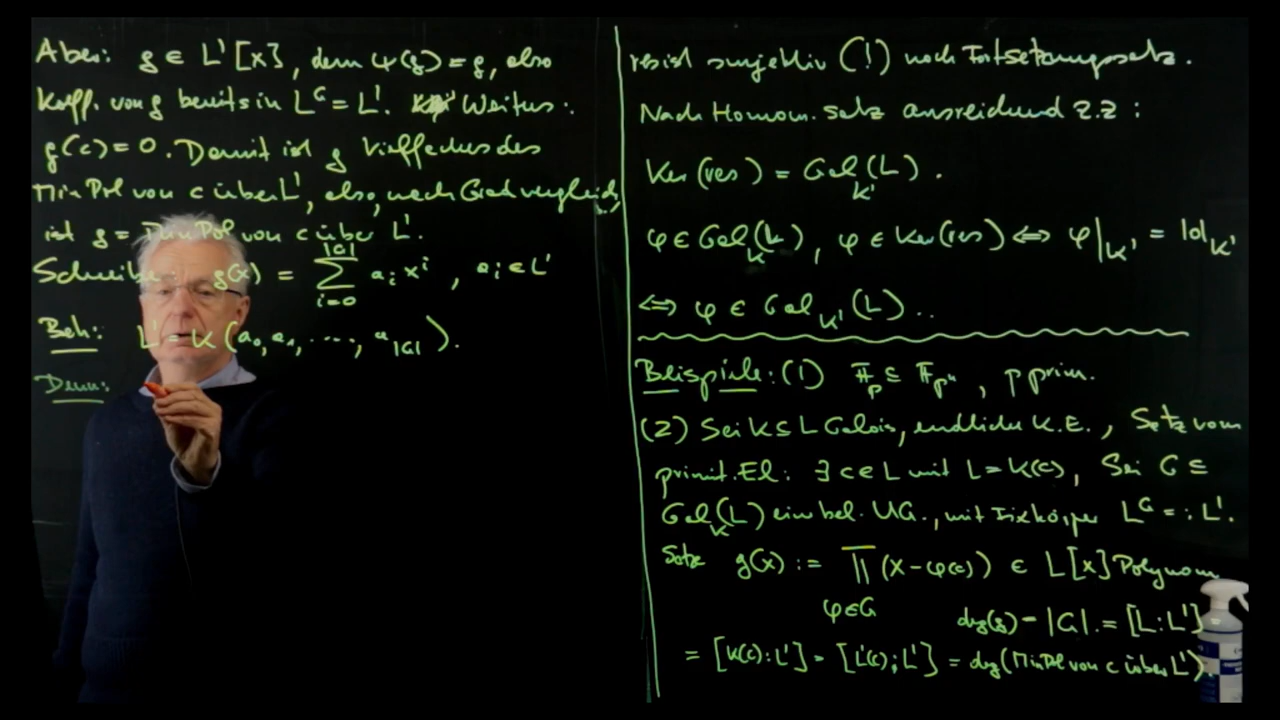 Aber: g ∈ L'[x], denn ψ(g) = g, also
Koeff. von g bereits in L^G = L'. Weiters:
g(c) = 0. Damit ist g Vielfaches des
MinPol von c über L', also, nach Gradvergleich,
ist g = MinPol von c über L'.
Schreibe: g(x) = ∑_{i=0}^{|G|} a_i x^i, a_i ∈ L'
Beh: L' = K(a_0, a_1, ..., a_{|G|}).
Denn:
res ist surjektiv (!) nach Fortsetzungssatz.
Nach Homom. satz ausreichend z.z:
Ker(res) = Gal_{K'}(L).
φ ∈ Gal_K(L), φ ∈ Ker(res) ⇔ φ|_{K'} = Id_{K'}
⇔ φ ∈ Gal_{K'}(L)..
Beispiele: (1) 𝔽_p ⊆ 𝔽_{p^n}, p prim.
(2) Sei K ⊆ L Galois, endliche K.E., Satz vom
primit. El: ∃ c ∈ L mit L = K(c), Sei G ⊆
Gal_K(L) ein bel. UG., mit Fixkörper L^G =: L'.
Setze g(x) := ∏_{φ∈G} (x - φ(c)) ∈ L[x] Polynom
deg(g) = |G|. = [L:L'] =
= [K(c):L'] = [L'(c):L'] = deg(MinPol von c über L').